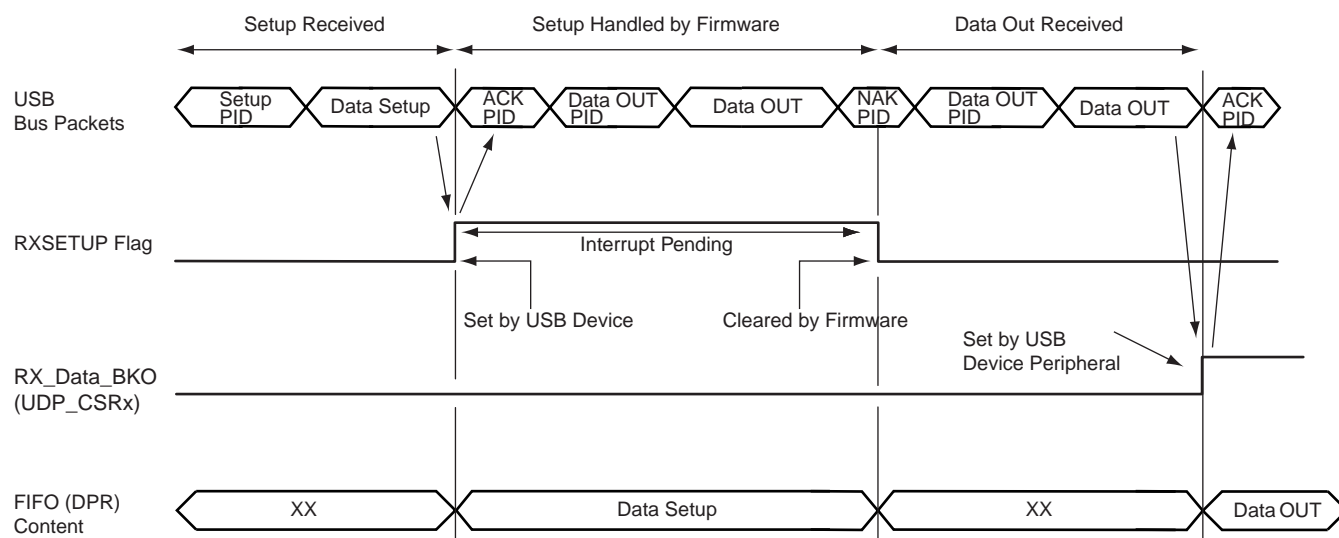 Setup Received
Setup Handled by Firmware
Data Out Received
USB
Bus Packets
Setup
PID
Data Setup
ACK
PID
Data OUT
PID
Data OUT
NAK
PID
Data OUT
PID
Data OUT
ACK
PID
RXSETUP Flag
Interrupt Pending
Set by USB Device
Cleared by Firmware
Set by USB
Device Peripheral
RX_Data_BKO
(UDP_CSRx)
FIFO (DPR)
Content
XX
Data Setup
XX
Data OUT